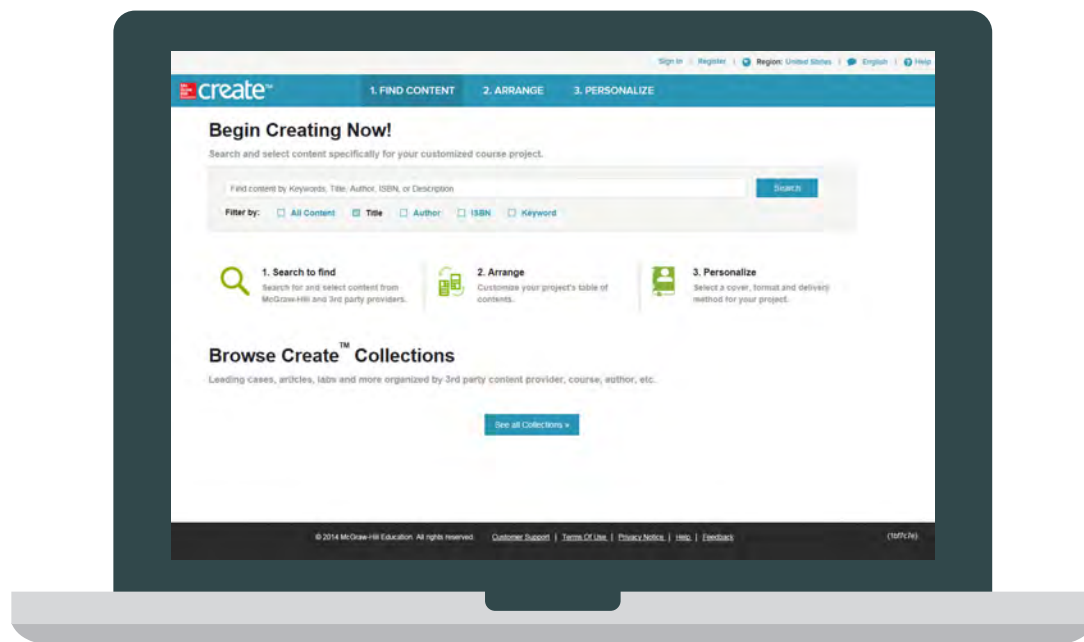 Sign In | Register | Region: United States | English | Help
create™ 1. FIND CONTENT 2. ARRANGE 3. PERSONALIZE
Begin Creating Now!
Search and select content specifically for your customized course project.
Find content by Keywords, Title, Author, ISBN, or Description Search
Filter by: All Content Title Author ISBN Keyword
1. Search to find
Search for and select content from
McGraw-Hill and 3rd party providers.
2. Arrange
Customize your project's table of
contents.
3. Personalize
Select a cover, format and delivery
method for your project.
Browse Create™ Collections
Leading cases, articles, labs and more organized by 3rd party content provider, course, author, etc.
See all Collections »
© 2014 McGraw-Hill Education. All rights reserved. Customer Support | Terms Of Use | Privacy Notice | Help | Feedback